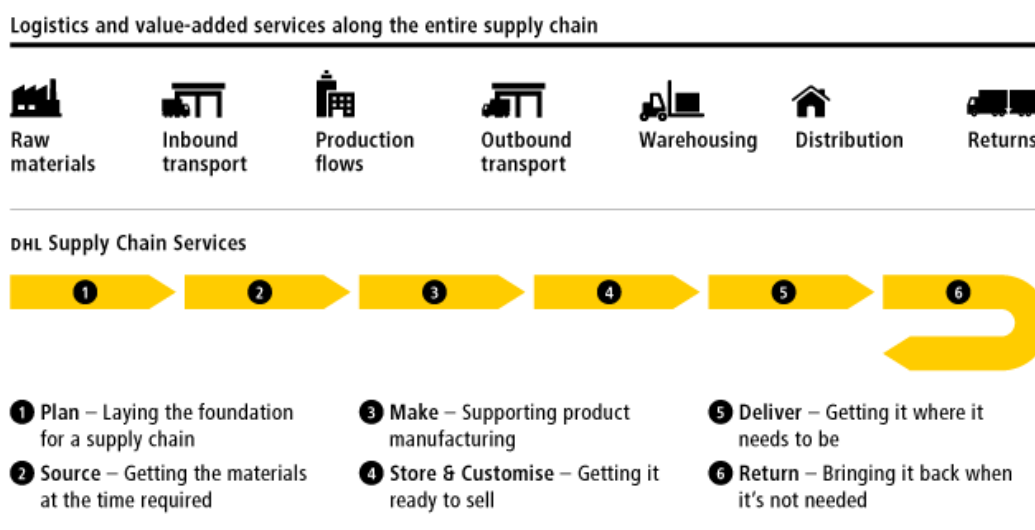 Logistics and value-added services along the entire supply chain
Raw
materials
Inbound
transport
Production
flows
Outbound
transport
Warehousing
Distribution
Returns
DHL Supply Chain Services
1
2
3
4
5
6
1 Plan – Laying the foundation
for a supply chain
2 Source – Getting the materials
at the time required
3 Make – Supporting product
manufacturing
4 Store & Customise – Getting it
ready to sell
5 Deliver – Getting it where it
needs to be
6 Return – Bringing it back when
it's not needed